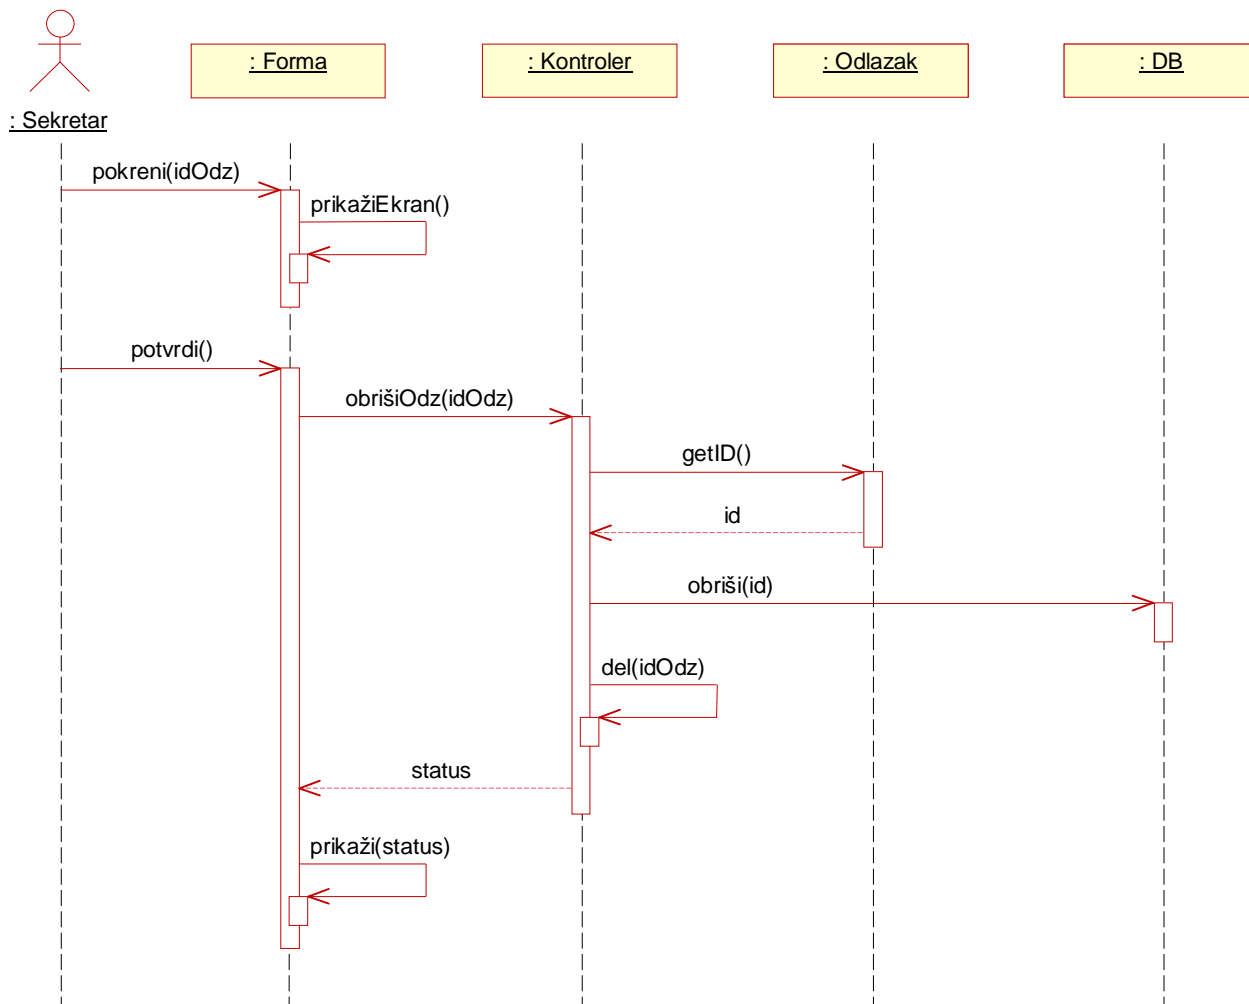 : Sekretar
: Forma
: Kontroler
: Odlazak
: DB
pokreni(idOdz)
prikažiEkran()
potvrdi()
obrišiOdz(idOdz)
getID()
id
obriši(id)
del(idOdz)
status
prikaži(status)